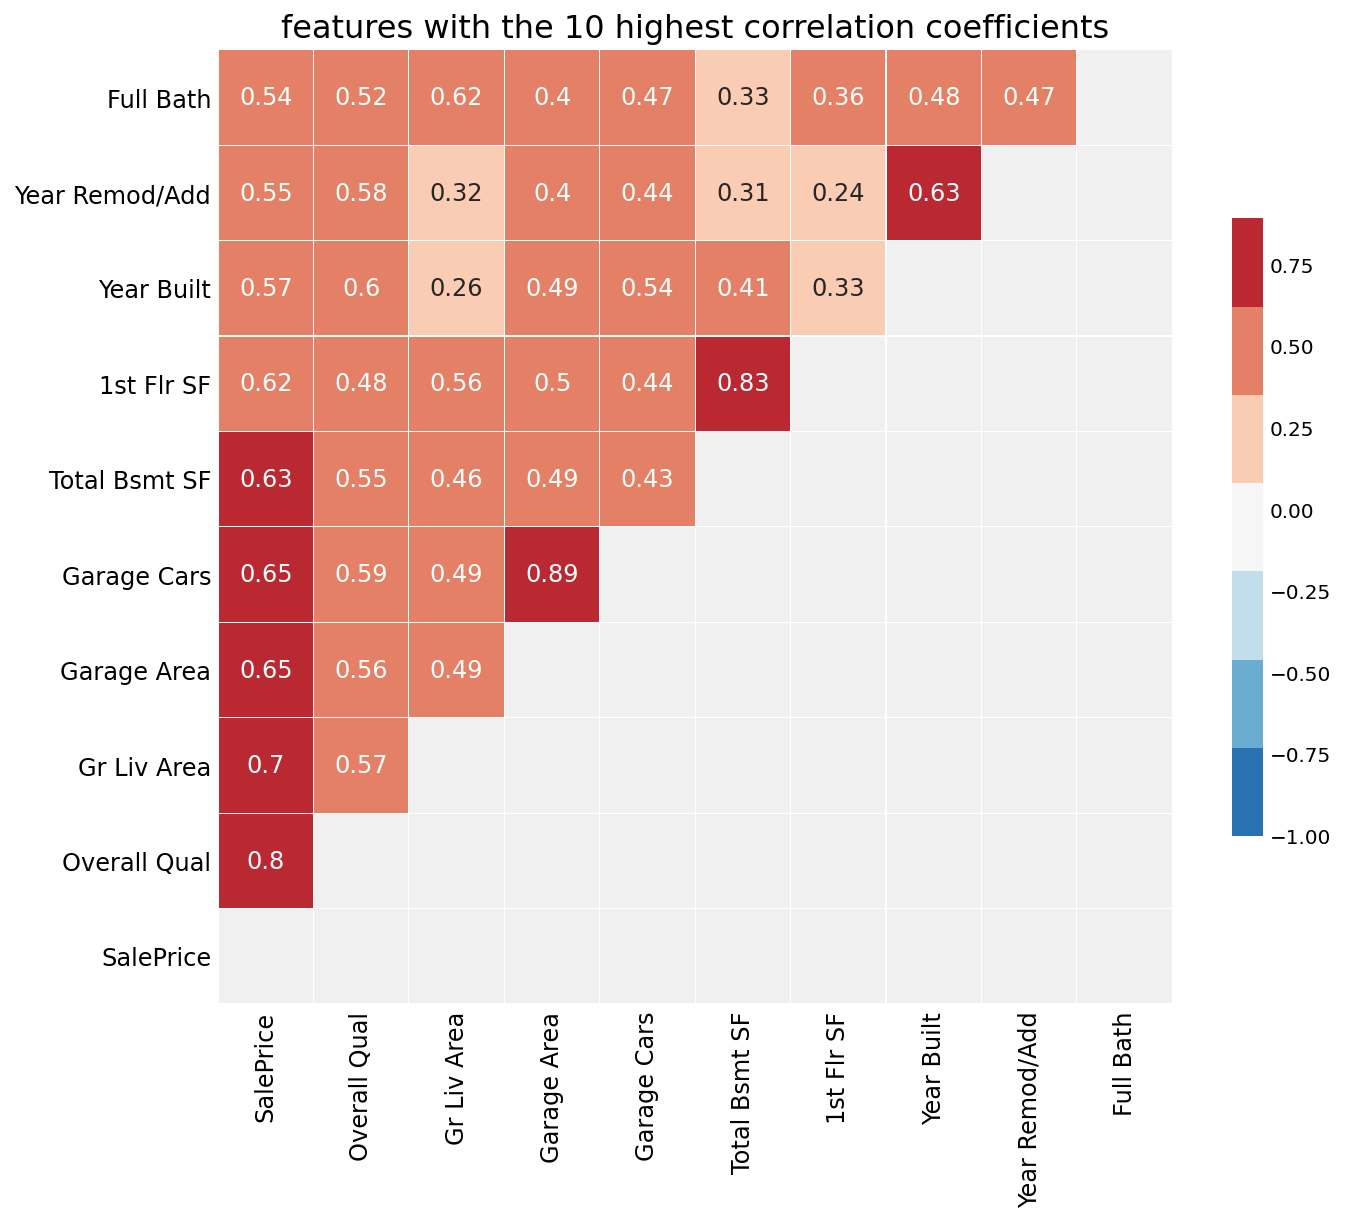 features with the 10 highest correlation coefficients
Full Bath 0.54 0.52 0.62 0.4 0.47 0.33 0.36 0.48 0.47
Year Remod/Add 0.55 0.58 0.32 0.4 0.44 0.31 0.24 0.63
Year Built 0.57 0.6 0.26 0.49 0.54 0.41 0.33
1st Flr SF 0.62 0.48 0.56 0.5 0.44 0.83
Total Bsmt SF 0.63 0.55 0.46 0.49 0.43
Garage Cars 0.65 0.59 0.49 0.89
Garage Area 0.65 0.56 0.49
Gr Liv Area 0.7 0.57
Overall Qual 0.8
SalePrice
SalePrice
Overall Qual
Gr Liv Area
Garage Area
Garage Cars
Total Bsmt SF
1st Flr SF
Year Built
Year Remod/Add
Full Bath
0.75
0.50
0.25
0.00
−0.25
−0.50
−0.75
−1.00